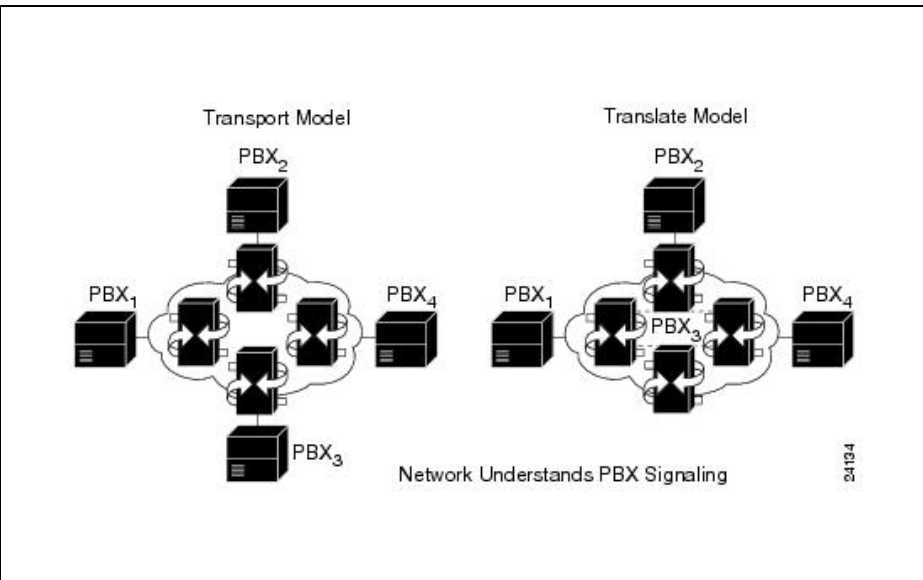 Transport Model
PBX2
PBX1
PBX4
PBX3
Translate Model
PBX2
PBX1
PBX4
PBX3
Network Understands PBX Signaling
24134